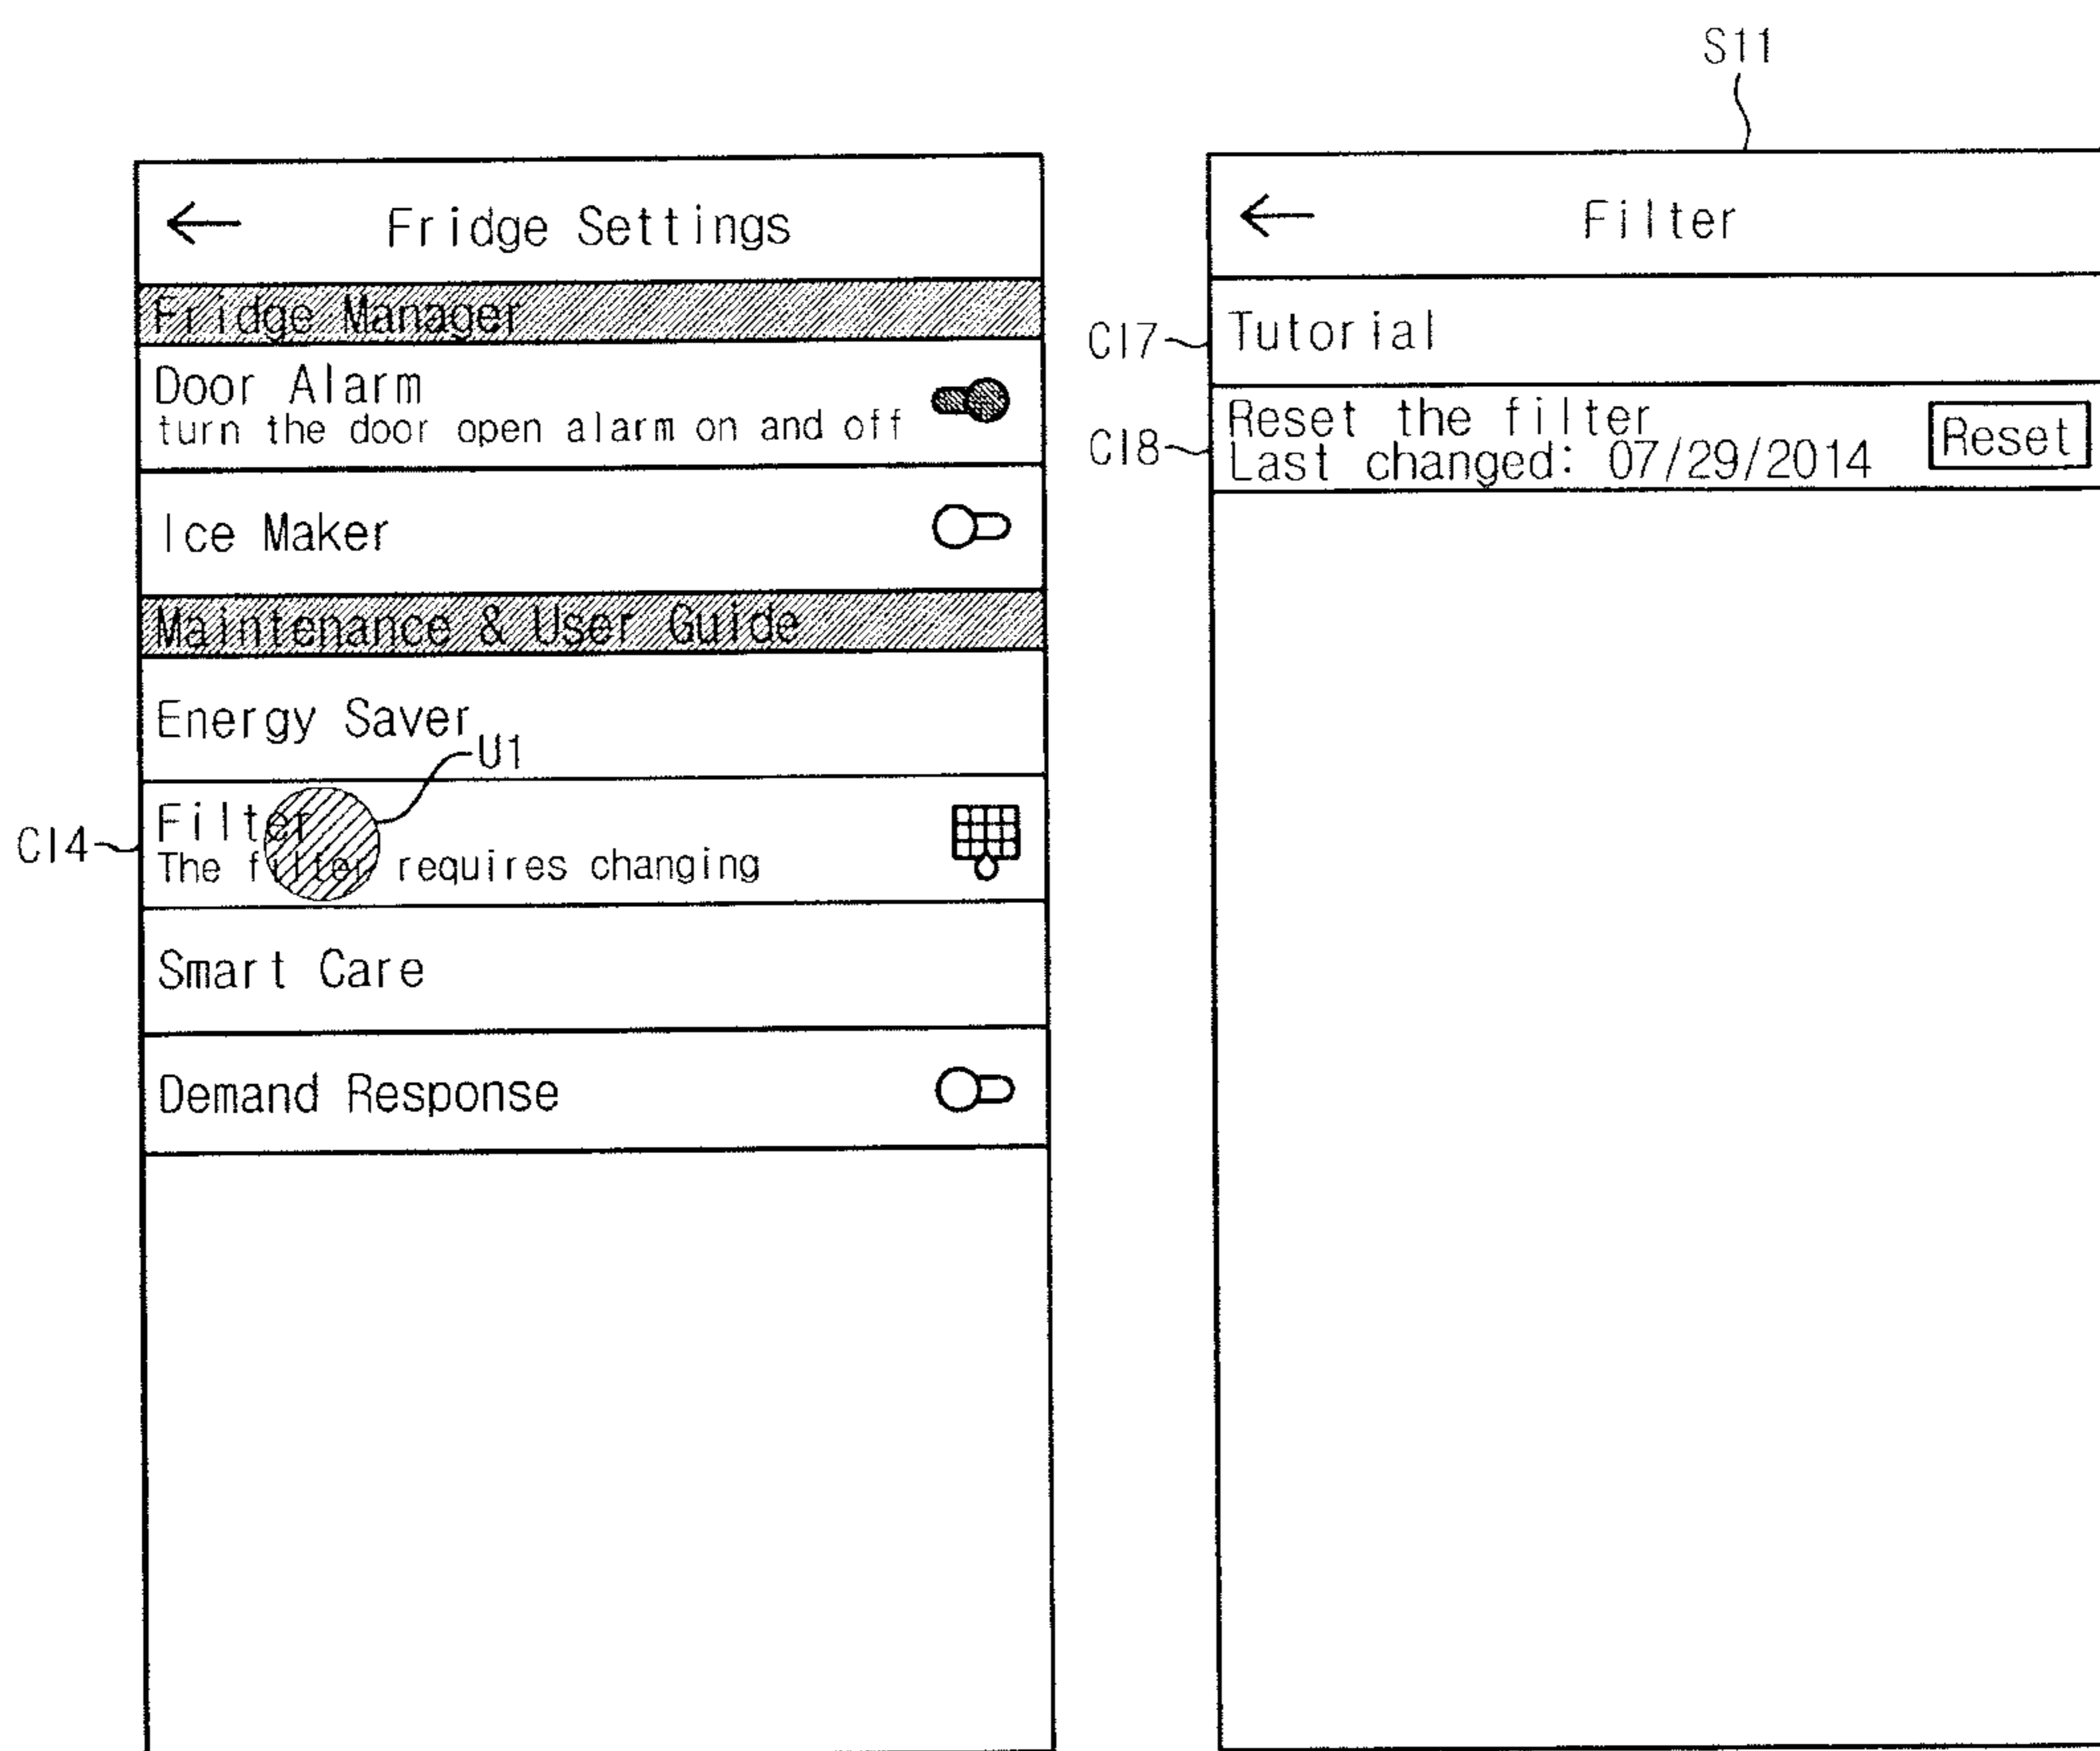 S11
Fridge Settings
Fridge Manager
Door Alarm
turn the door open alarm on and off
Ice Maker
Maintenance & User Guide
Energy Saver
U1
CI4
Filter
The filter requires changing
Smart Care
Demand Response
Filter
CI7
Tutorial
CI8
Reset the filter
Last changed: 07/29/2014
Reset